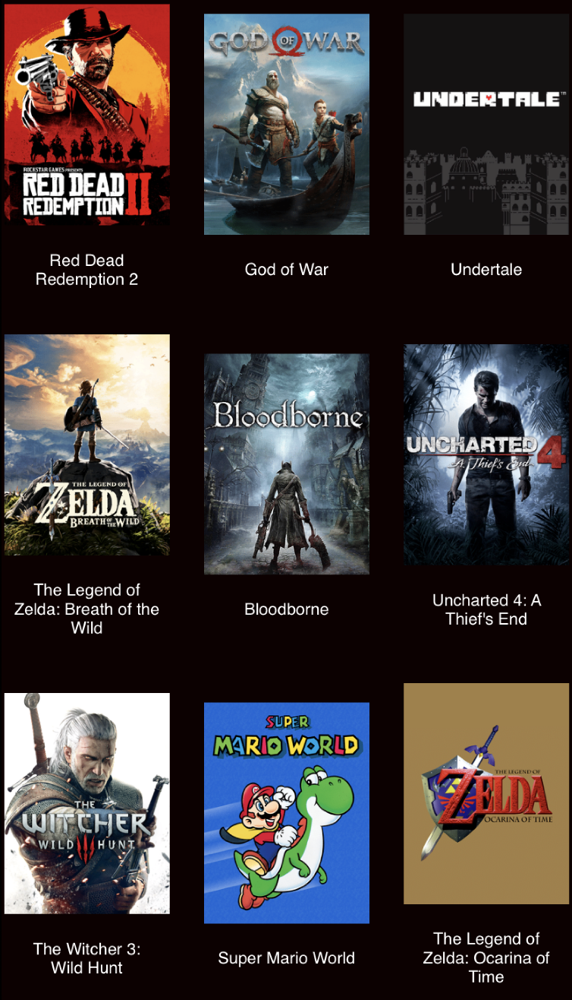 ROCKSTAR GAMES PRESENTS
RED DEAD
REDEMPTION II
Red Dead
Redemption 2
GOD OF WAR
God of War
UNDERTALE™
Undertale
THE LEGEND OF
ZELDA
BREATH OF THE WILD
The Legend of
Zelda: Breath of the
Wild
Bloodborne
Bloodborne
UNCHARTED 4
A Thief's End
Uncharted 4: A
Thief's End
THE
WITCHER
WILD HUNT
The Witcher 3:
Wild Hunt
SUPER
MARIO WORLD
Super Mario World
THE LEGEND OF
ZELDA
OCARINA OF TIME
The Legend of
Zelda: Ocarina of
Time